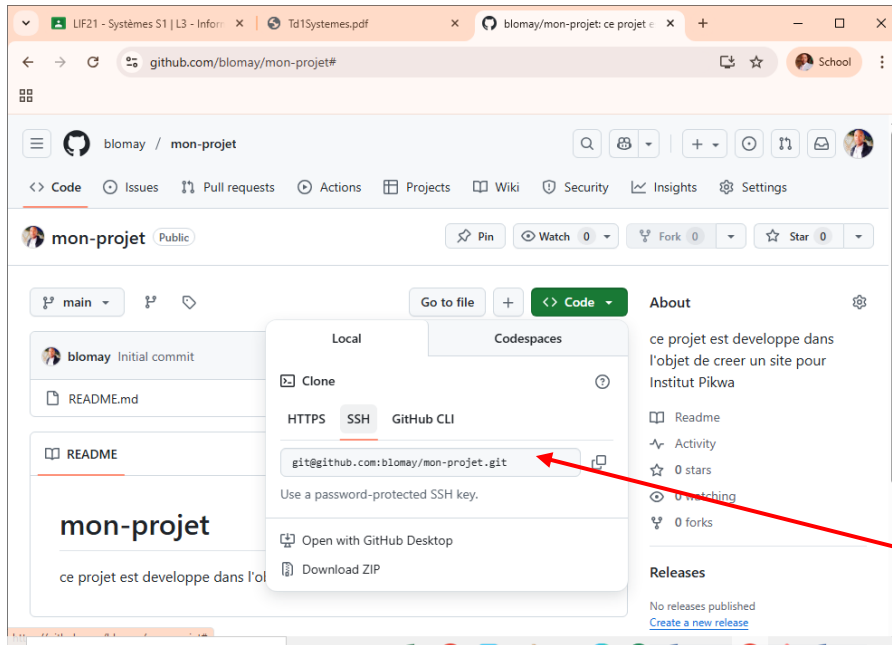 LIF21 - Systèmes S1 | L3 - Inform
Td1Systemes.pdf
blomay/mon-projet: ce projet e
github.com/blomay/mon-projet#
School
blomay / mon-projet
Code Issues Pull requests Actions Projects Wiki Security Insights Settings
mon-projet Public Pin Watch 0 Fork 0 Star 0
main Go to file Code
Local Codespaces
blomay Initial commit
README.md
Clone
HTTPS SSH GitHub CLI
git@github.com:blomay/mon-projet.git
Use a password-protected SSH key.
Open with GitHub Desktop
Download ZIP
README
mon-projet
ce projet est developpe dans l'ob
About
ce projet est developpe dans
l'objet de creer un site pour
Institut Pikwa
Readme
Activity
0 stars
0 watching
0 forks
Releases
No releases published
Create a new release